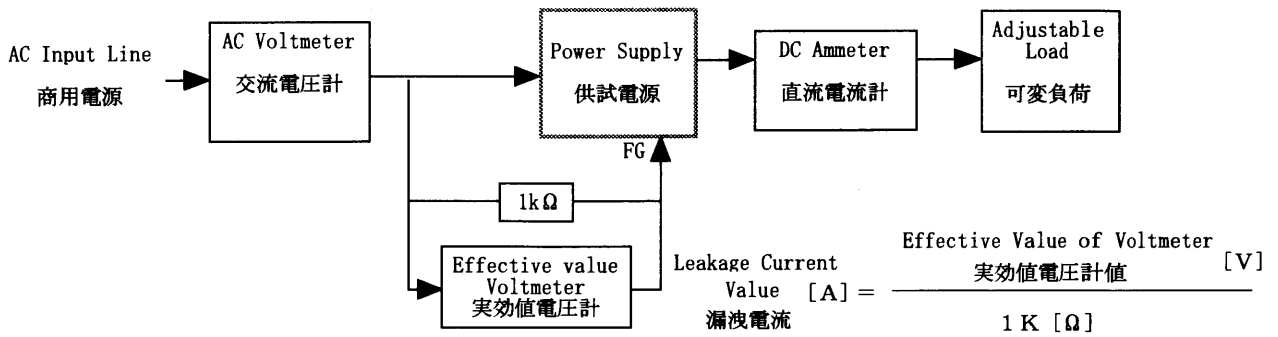 AC Input Line
商用電源
AC Voltmeter
交流電圧計
Power Supply
供試電源
DC Ammeter
直流電流計
Adjustable
Load
可変負荷
FG
1kΩ
Effective value
Voltmeter
実効値電圧計
Leakage Current
Value [A] =
漏洩電流
Effective Value of Voltmeter
実効値電圧計値 [V]
1 K [Ω]